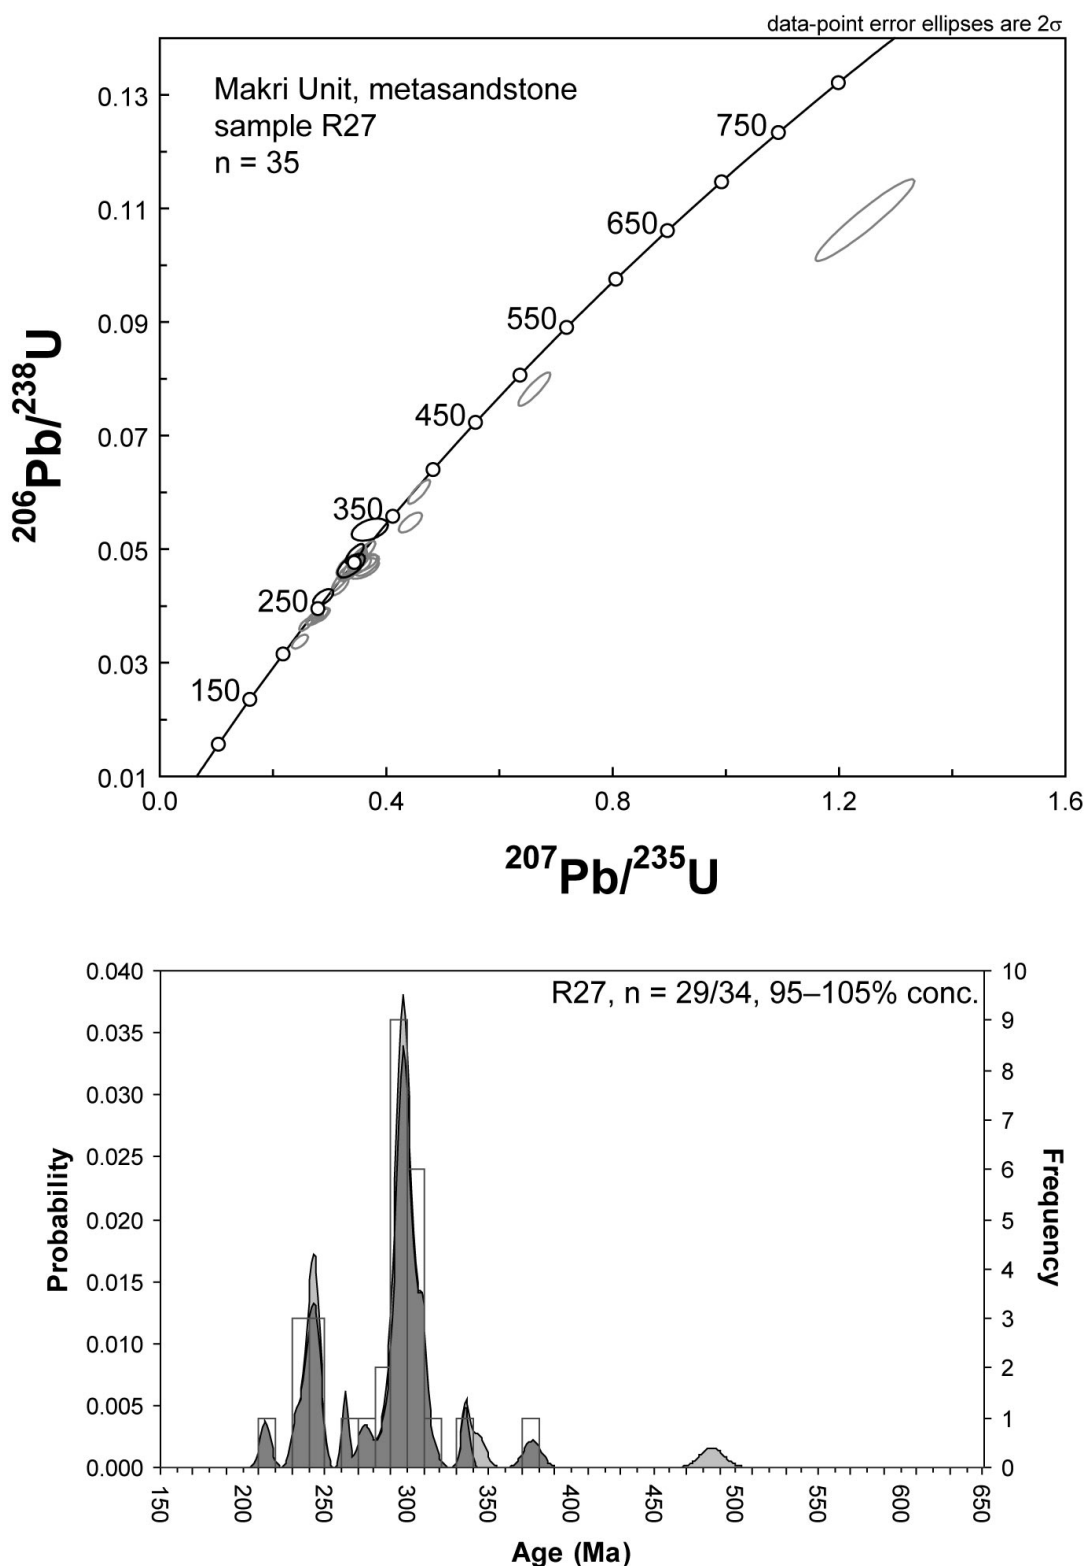 data-point error ellipses are 2σ
Makri Unit, metasandstone
sample R27
n = 35
0.13
0.11
0.09
0.07
0.05
0.03
0.01
750
650
550
450
350
250
150
0.0 0.4 0.8 1.2 1.6
206Pb/238U
207Pb/235U
R27, n = 29/34, 95–105% conc.
0.040
0.035
0.030
0.025
0.020
0.015
0.010
0.005
0.000
Probability
10
9
8
7
6
5
4
3
2
1
0
Frequency
150 200 250 300 350 400 450 500 550 600 650
Age (Ma)